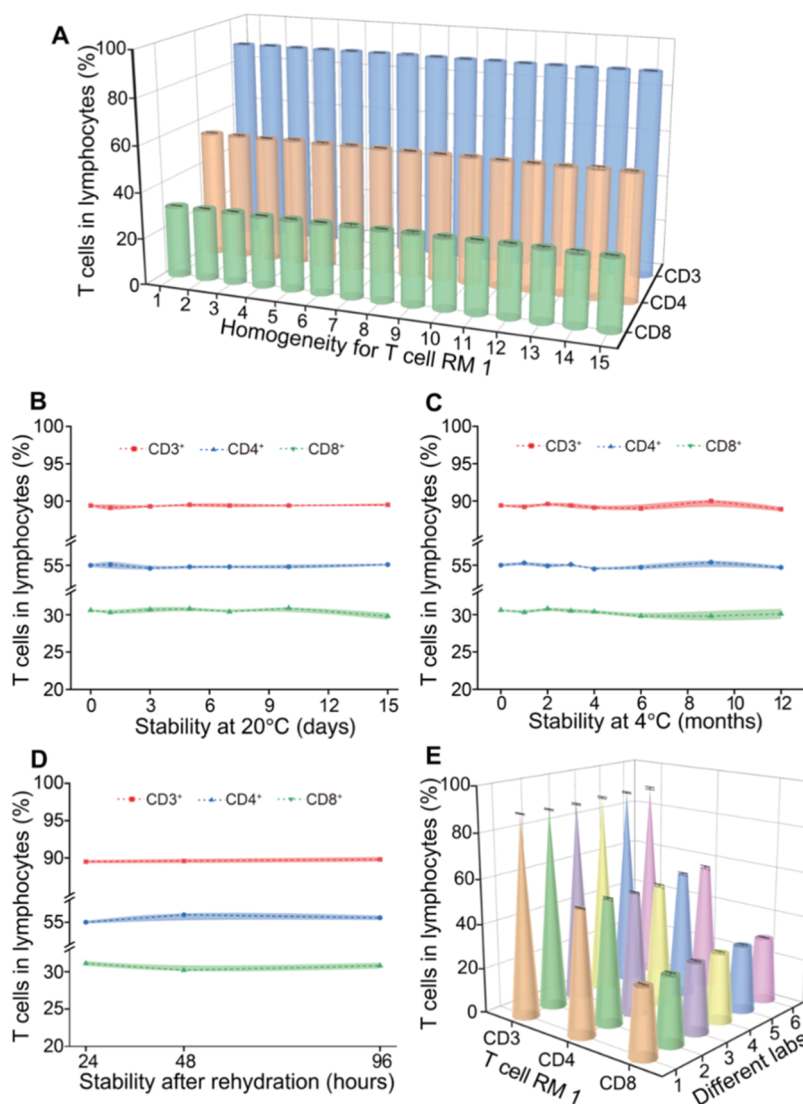 A
T cells in lymphocytes (%)
100
80
60
40
20
0
1 2 3 4 5 6 7 8 9 10 11 12 13 14 15
Homogeneity for T cell RM 1
CD3
CD4
CD8
B
T cells in lymphocytes (%)
100
95
90
55
30
25
20
CD3⁺ CD4⁺ CD8⁺
0 3 6 9 12 15
Stability at 20°C (days)
C
T cells in lymphocytes (%)
100
95
90
55
30
25
20
CD3⁺ CD4⁺ CD8⁺
0 2 4 6 8 10 12
Stability at 4°C (months)
D
T cells in lymphocytes (%)
100
95
90
55
30
25
20
CD3⁺ CD4⁺ CD8⁺
24 48 96
Stability after rehydration (hours)
E
T cells in lymphocytes (%)
100
80
60
40
20
0
CD3
CD4
CD8
T cell RM 1
1 2 3 4 5 6
Different labs